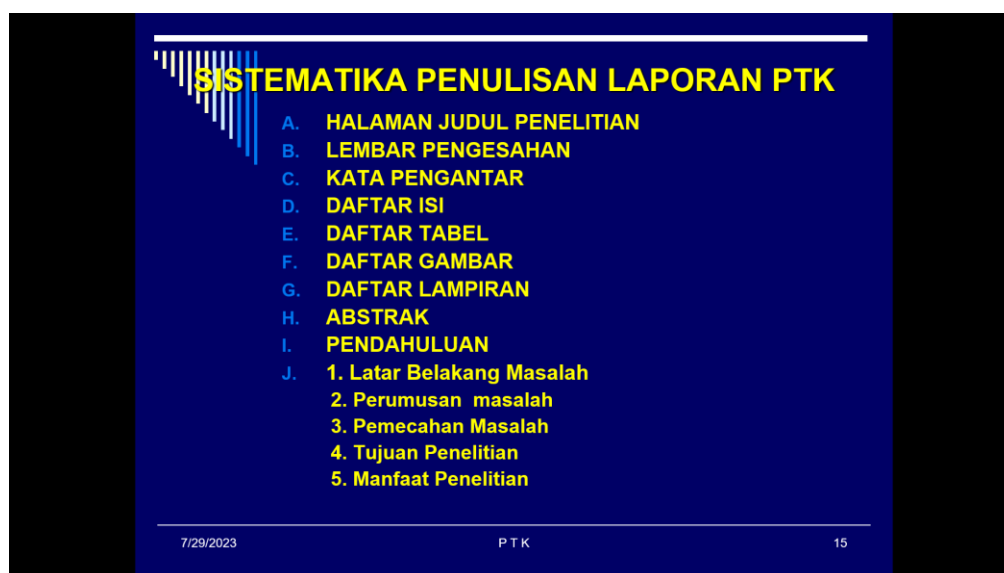 SISTEMATIKA PENULISAN LAPORAN PTK
A. HALAMAN JUDUL PENELITIAN
B. LEMBAR PENGESAHAN
C. KATA PENGANTAR
D. DAFTAR ISI
E. DAFTAR TABEL
F. DAFTAR GAMBAR
G. DAFTAR LAMPIRAN
H. ABSTRAK
I. PENDAHULUAN
J. 1. Latar Belakang Masalah
2. Perumusan masalah
3. Pemecahan Masalah
4. Tujuan Penelitian
5. Manfaat Penelitian
7/29/2023 P T K 15